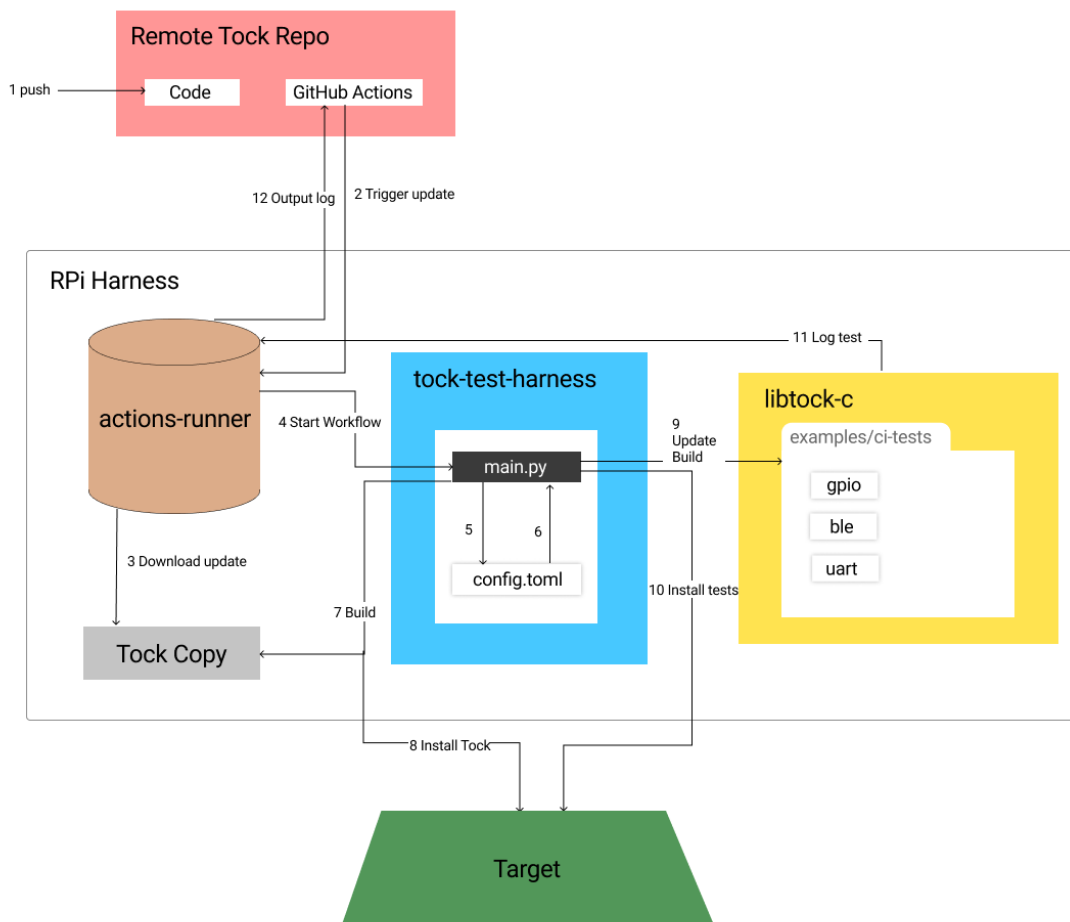 Remote Tock Repo
1 push
Code
GitHub Actions
12 Output log
2 Trigger update
RPi Harness
11 Log test
tock-test-harness
libtock-c
actions-runner
4 Start Workflow
9
Update
Build
examples/ci-tests
main.py
gpio
5
6
ble
3 Download update
config.toml
uart
10 Install tests
7 Build
Tock Copy
8 Install Tock
Target